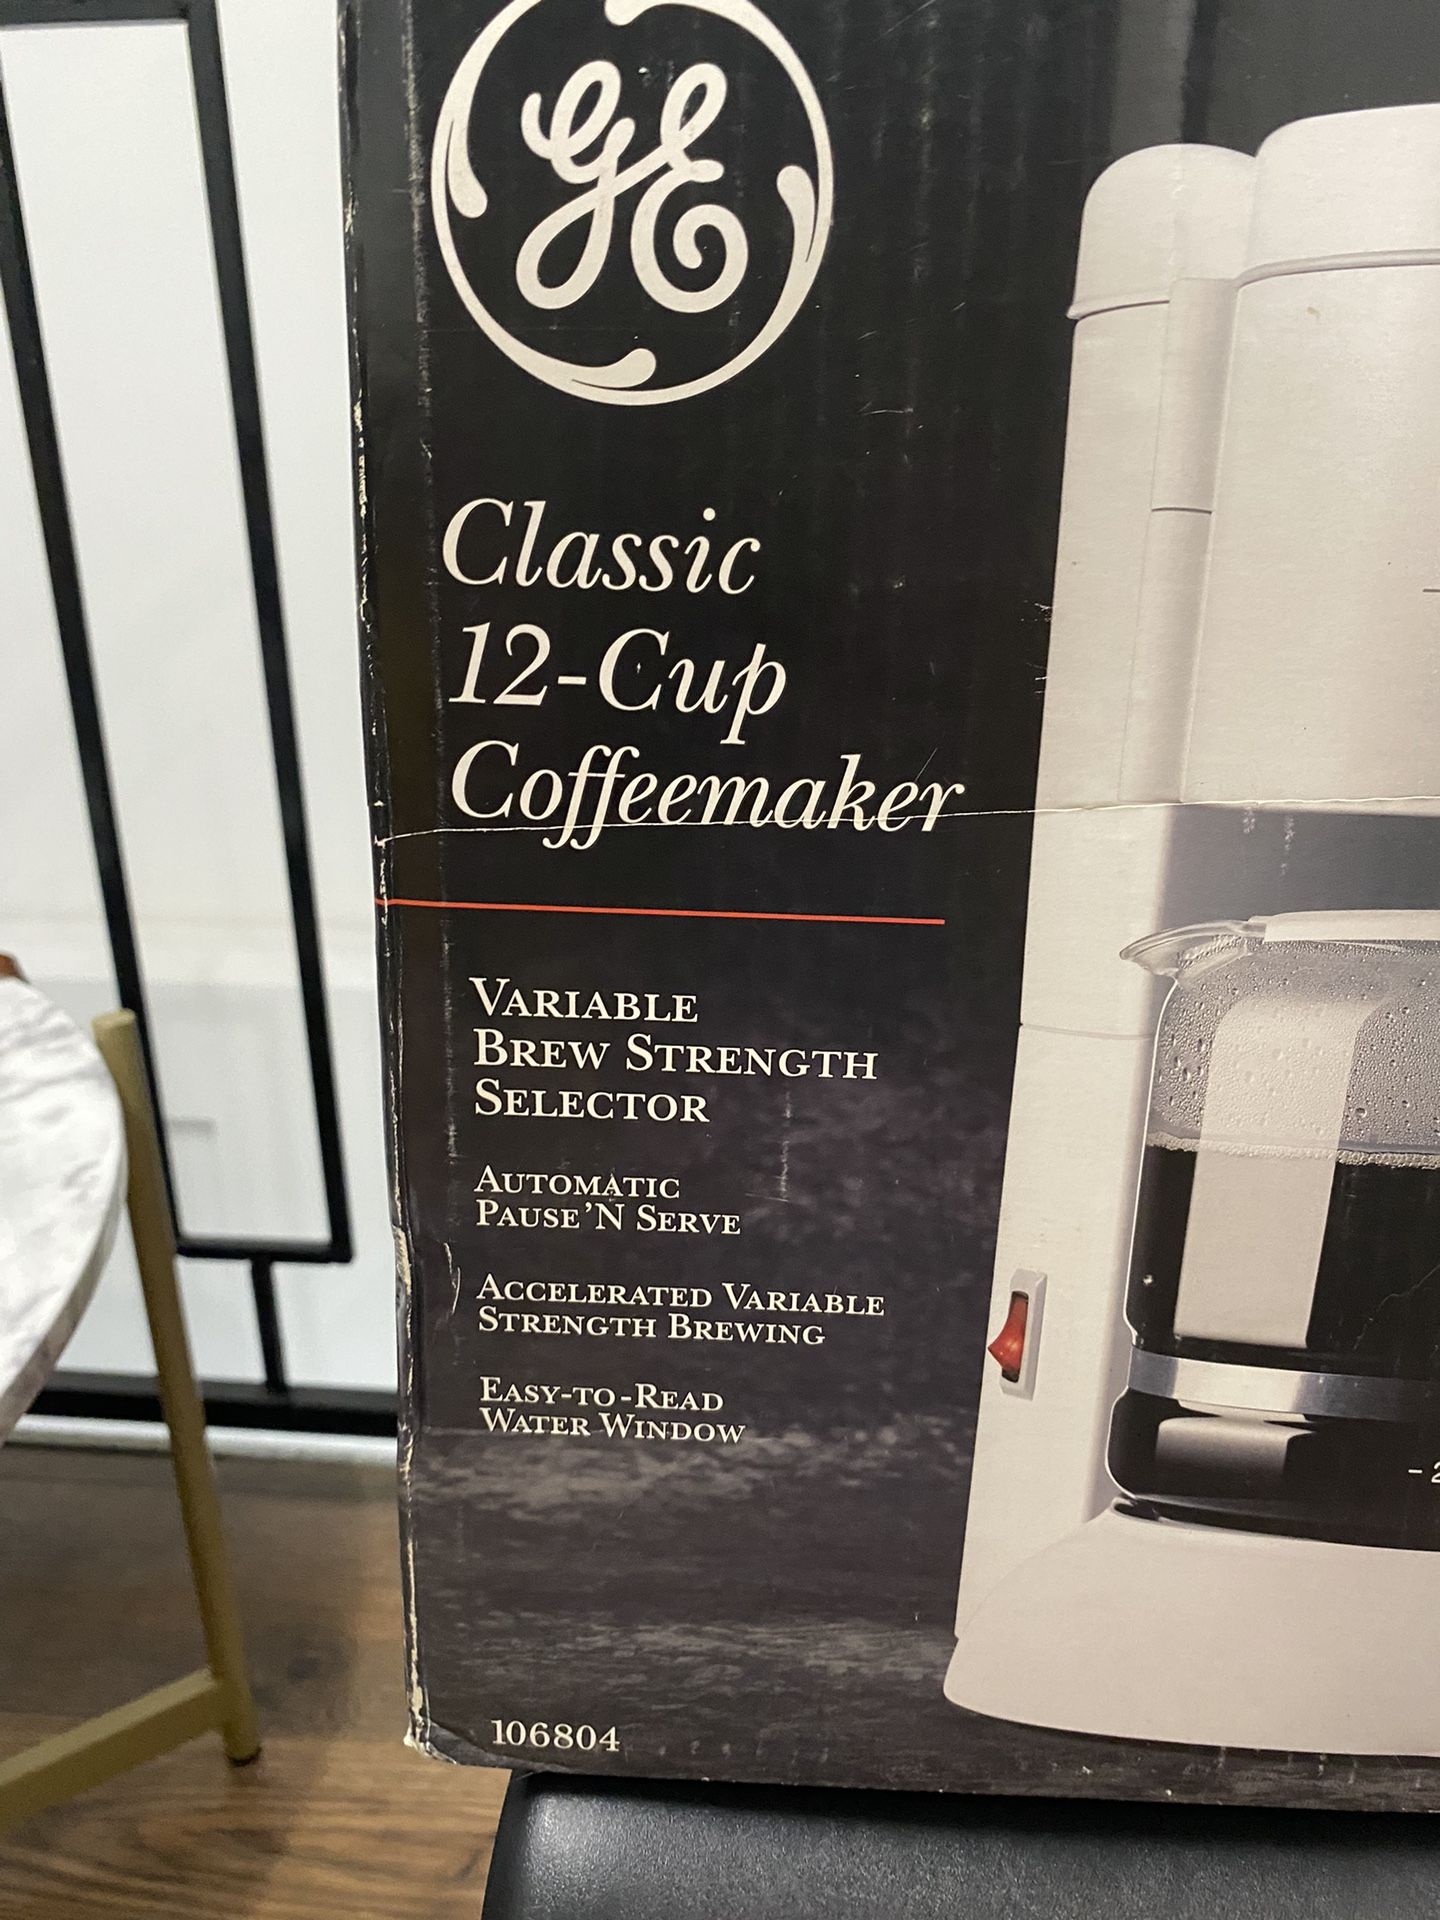 GE
Classic
12-Cup
Coffeemaker
VARIABLE
BREW STRENGTH
SELECTOR
AUTOMATIC
PAUSE 'N SERVE
ACCELERATED VARIABLE
STRENGTH BREWING
EASY-TO-READ
WATER WINDOW
-2
106804